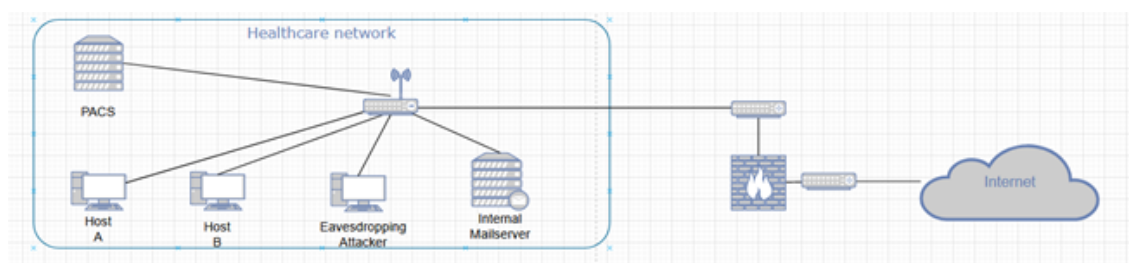 Healthcare network
PACS
Host
A
Host
B
Eavesdropping
Attacker
Internal
Mailserver
Internet